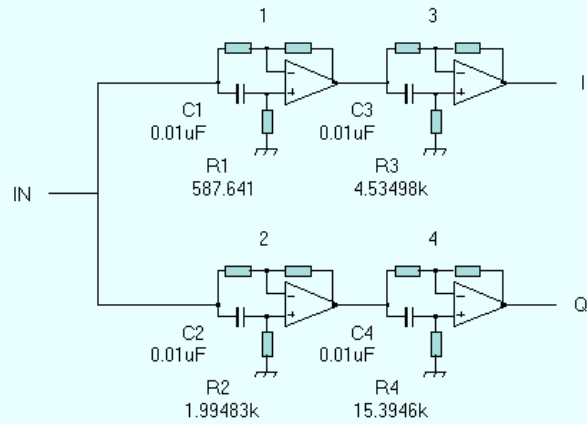 1 3
I
C1 C3
0.01uF 0.01uF
R1 R3
587.641 4.53498k
IN
2 4
Q
C2 C4
0.01uF 0.01uF
R2 R4
1.99483k 15.3946k